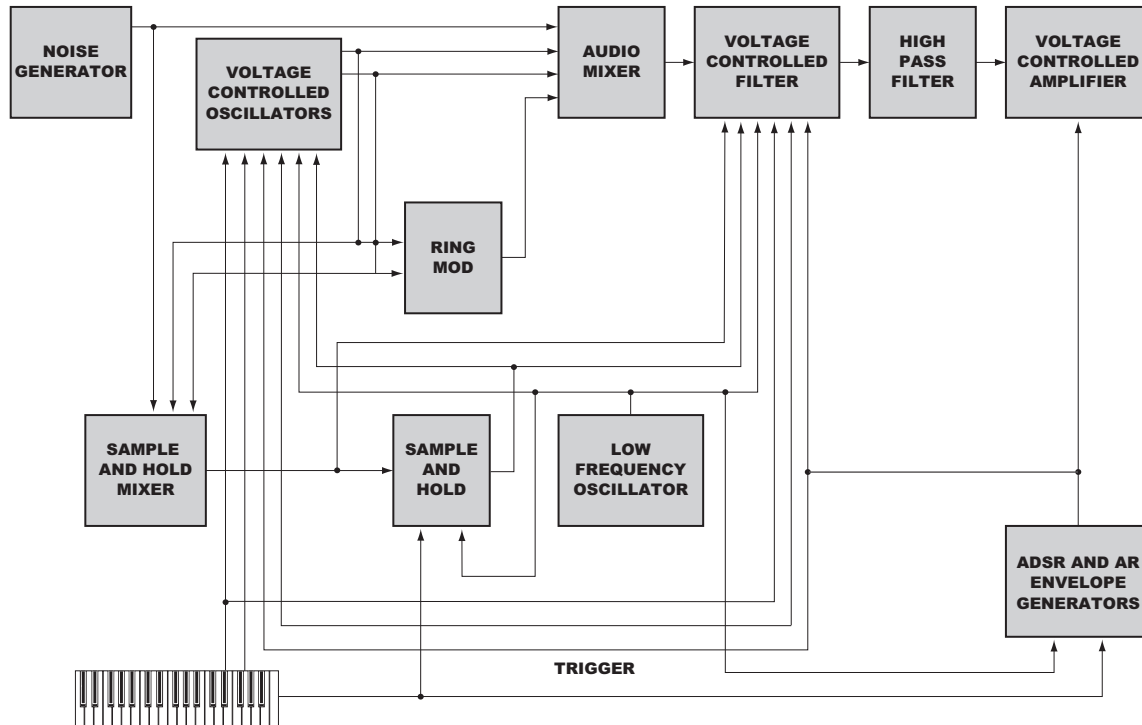 NOISE
GENERATOR
VOLTAGE
CONTROLLED
OSCILLATORS
AUDIO
MIXER
VOLTAGE
CONTROLLED
FILTER
HIGH
PASS
FILTER
VOLTAGE
CONTROLLED
AMPLIFIER
RING
MOD
SAMPLE
AND HOLD
MIXER
SAMPLE
AND
HOLD
LOW
FREQUENCY
OSCILLATOR
ADSR AND AR
ENVELOPE
GENERATORS
TRIGGER